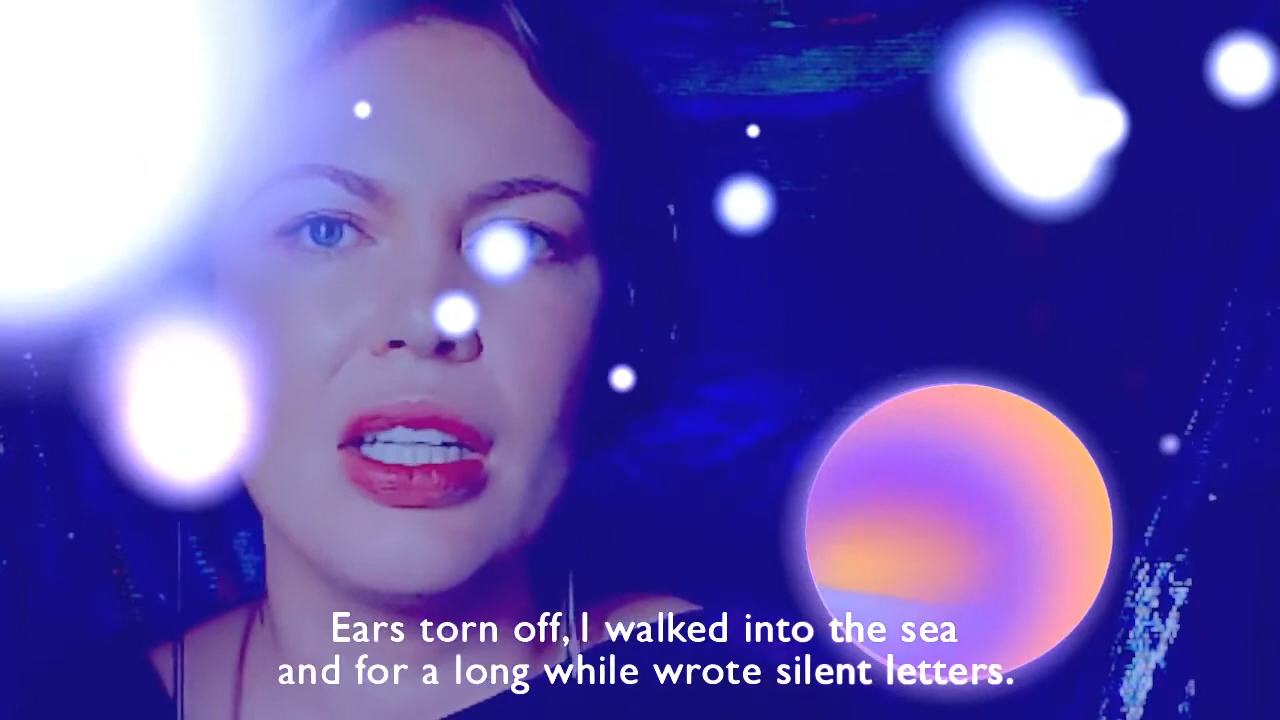 Ears torn off, I walked into the sea
and for a long while wrote silent letters.